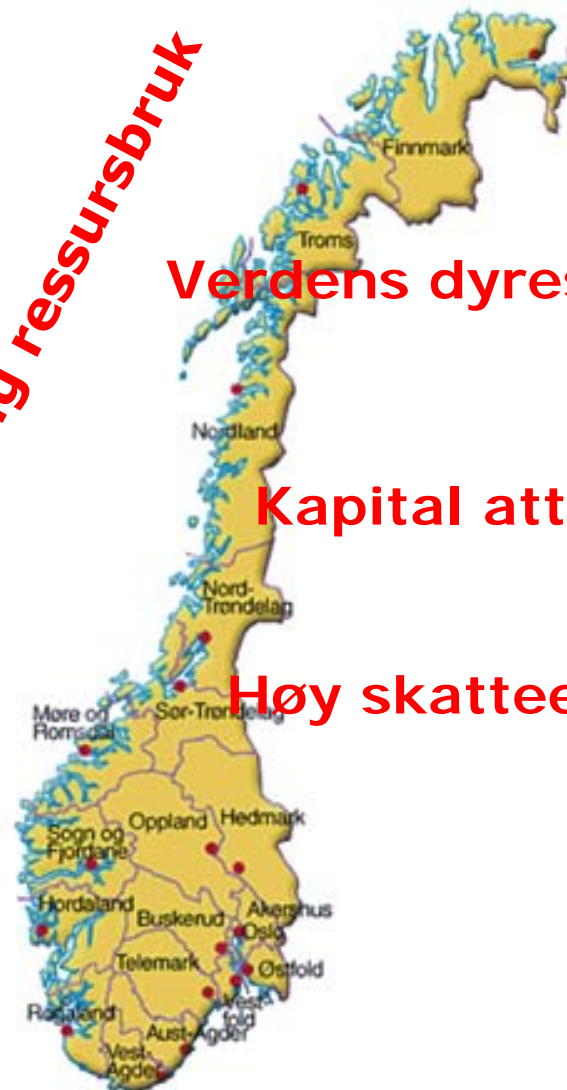 ressursbruk
Finnmark
Troms
Verdens dyres
Nordland
Kapital att
Nord-
Trøndelag
Høy skattee
Sør-Trøndelag
Møre og
Romsdal
Oppland
Hedmark
Sogn og
Fjordane
Hordaland
Akershus
Buskerud
Oslo
Telemark
Østfold
Vest-
fold
Rogaland
Aust-Agder
Vest-
Agder